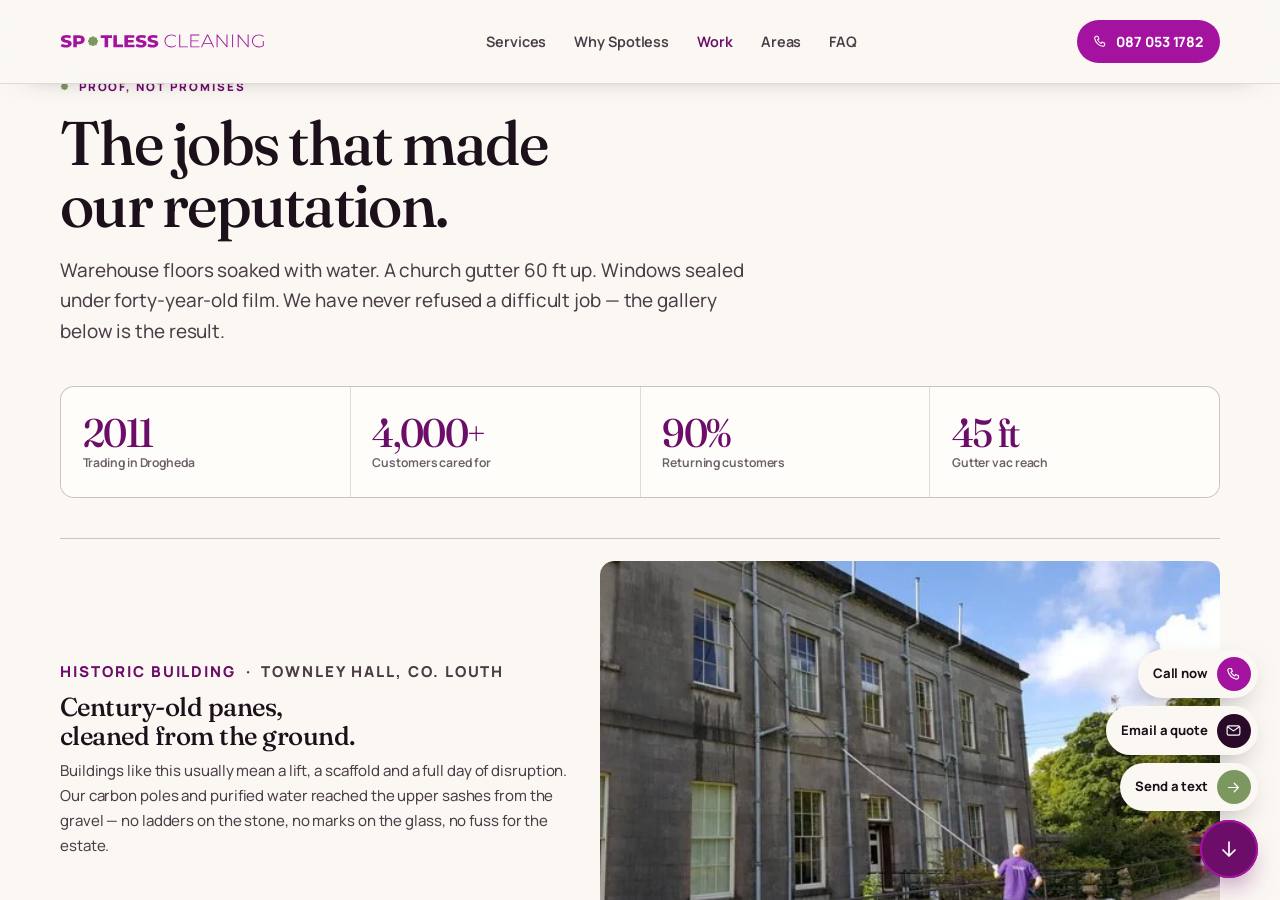 SPOTLESS CLEANING
Services
Why Spotless
Work
Areas
FAQ
087 053 1782
PROOF, NOT PROMISES
The jobs that made
our reputation.
Warehouse floors soaked with water. A church gutter 60 ft up. Windows sealed
under forty-year-old film. We have never refused a difficult job — the gallery
below is the result.
2011
Trading in Drogheda
4,000+
Customers cared for
90%
Returning customers
45 ft
Gutter vac reach
HISTORIC BUILDING · TOWNLEY HALL, CO. LOUTH
Century-old panes,
cleaned from the ground.
Buildings like this usually mean a lift, a scaffold and a full day of disruption.
Our carbon poles and purified water reached the upper sashes from the
gravel — no ladders on the stone, no marks on the glass, no fuss for the
estate.
Call now
Email a quote
Send a text